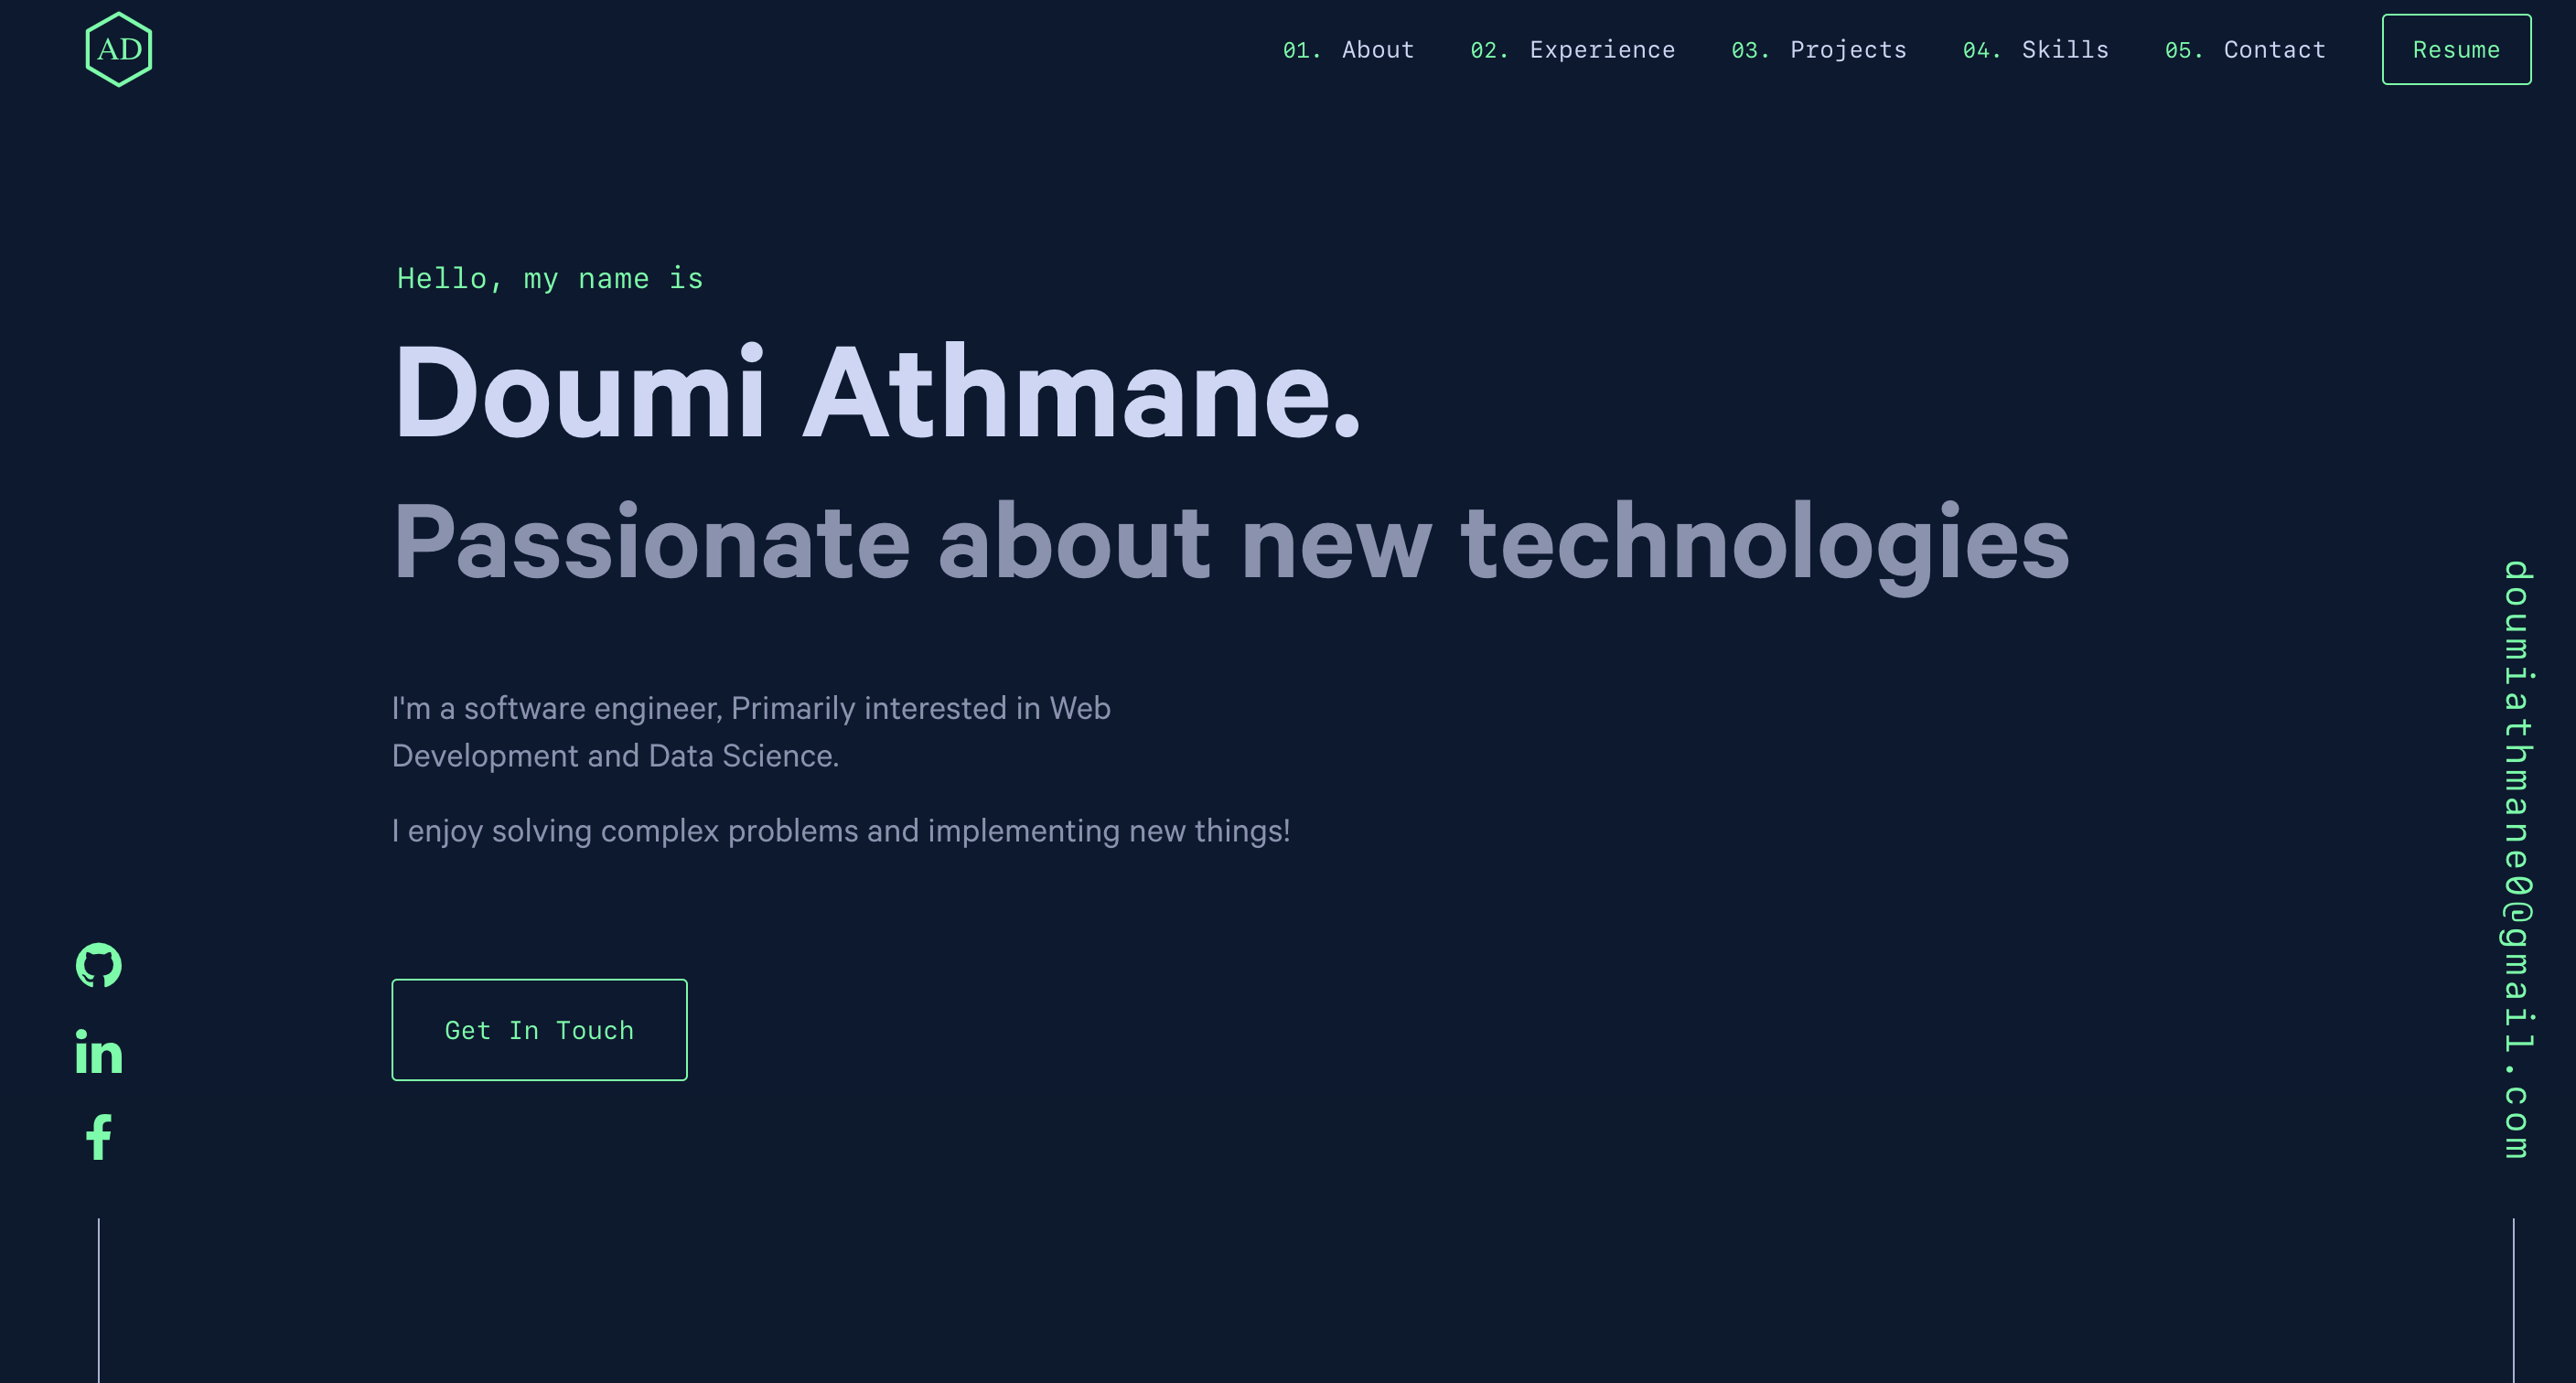 AD
01. About 02. Experience 03. Projects 04. Skills 05. Contact Resume
Hello, my name is
Doumi Athmane.
Passionate about new technologies
I'm a software engineer, Primarily interested in Web
Development and Data Science.
I enjoy solving complex problems and implementing new things!
Get In Touch
doumiathmane0@gmail.com